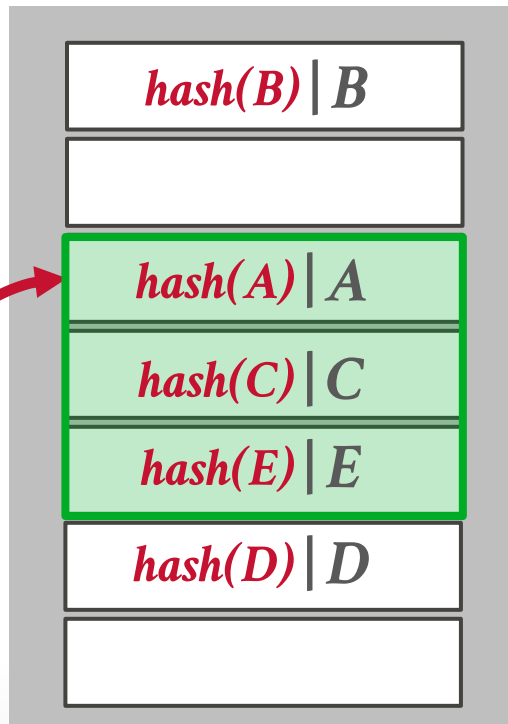 hash(B) | B
hash(A) | A
hash(C) | C
hash(E) | E
hash(D) | D